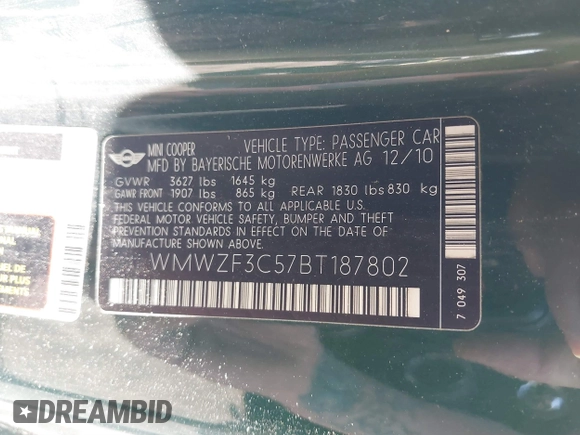 MINI COOPER VEHICLE TYPE: PASSENGER CAR
MFD BY BAYERISCHE MOTORENWERKE AG 12/10
GVWR 3627 lbs 1645 kg
GAWR FRONT 1907 lbs 865 kg REAR 1830 lbs 830 kg
THIS VEHICLE CONFORMS TO ALL APPLICABLE U.S.
FEDERAL MOTOR VEHICLE SAFETY, BUMPER AND THEFT
PREVENTION STANDARDS IN EFFECT ON THE DATE OF
MANUFACTURE SHOWN ABOVE.
WMWZF3C57BT187802
7 049 307
DREAMBID